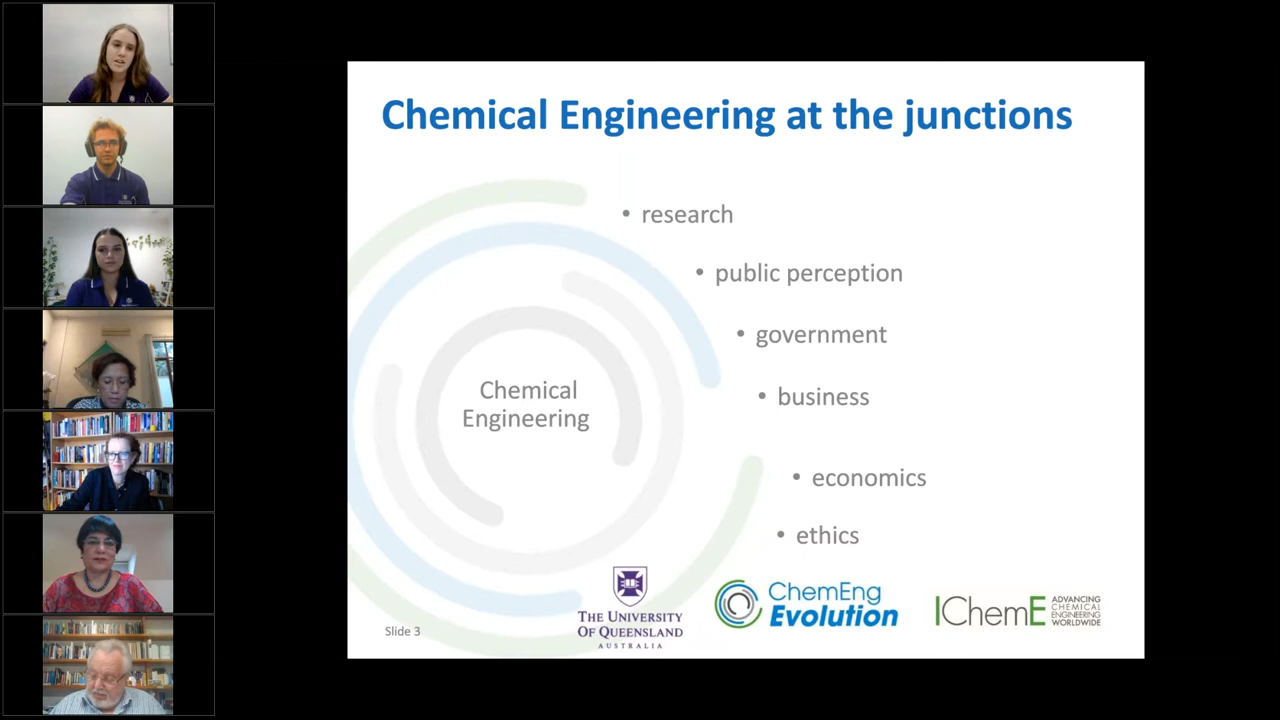 Chemical Engineering at the junctions
• research
• public perception
• government
• business
• economics
• ethics
Chemical
Engineering
Slide 3
THE UNIVERSITY
OF QUEENSLAND
AUSTRALIA
ChemEng
Evolution
IChemE
ADVANCING
CHEMICAL
ENGINEERING
WORLDWIDE